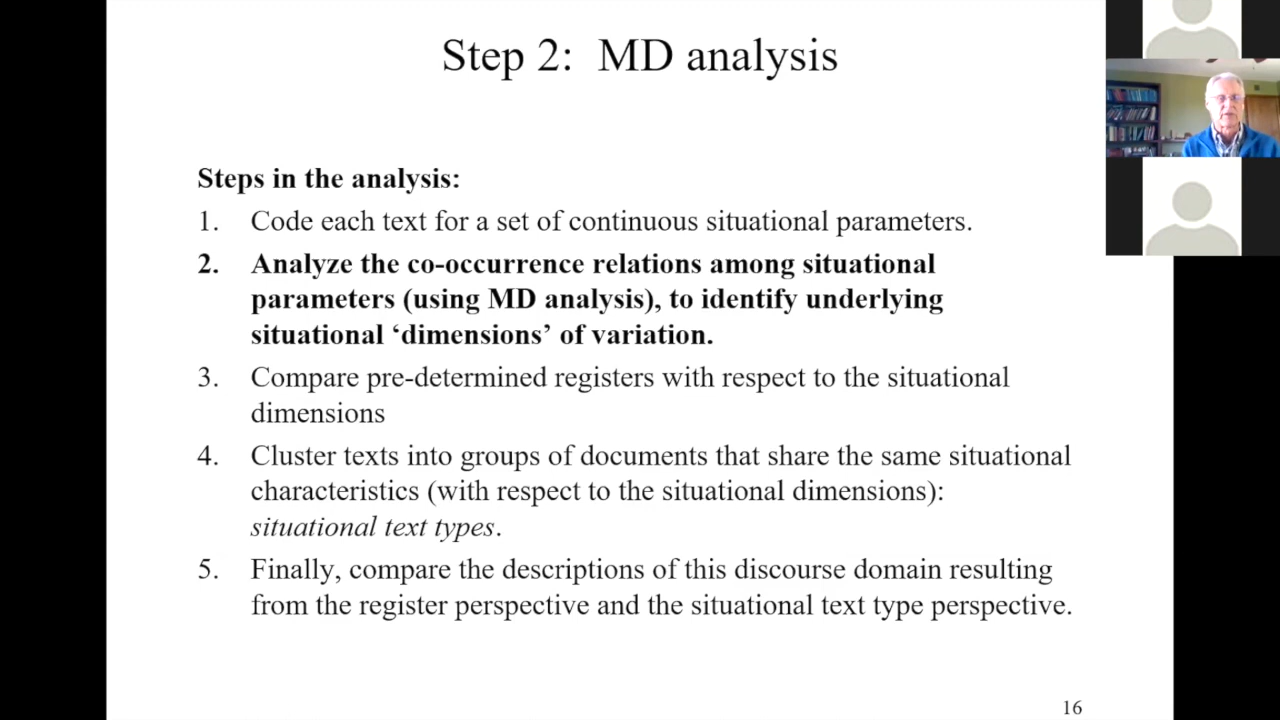 Step 2: MD analysis
Steps in the analysis:
1. Code each text for a set of continuous situational parameters.
2. Analyze the co-occurrence relations among situational
parameters (using MD analysis), to identify underlying
situational ‘dimensions’ of variation.
3. Compare pre-determined registers with respect to the situational
dimensions
4. Cluster texts into groups of documents that share the same situational
characteristics (with respect to the situational dimensions):
situational text types.
5. Finally, compare the descriptions of this discourse domain resulting
from the register perspective and the situational text type perspective.
16